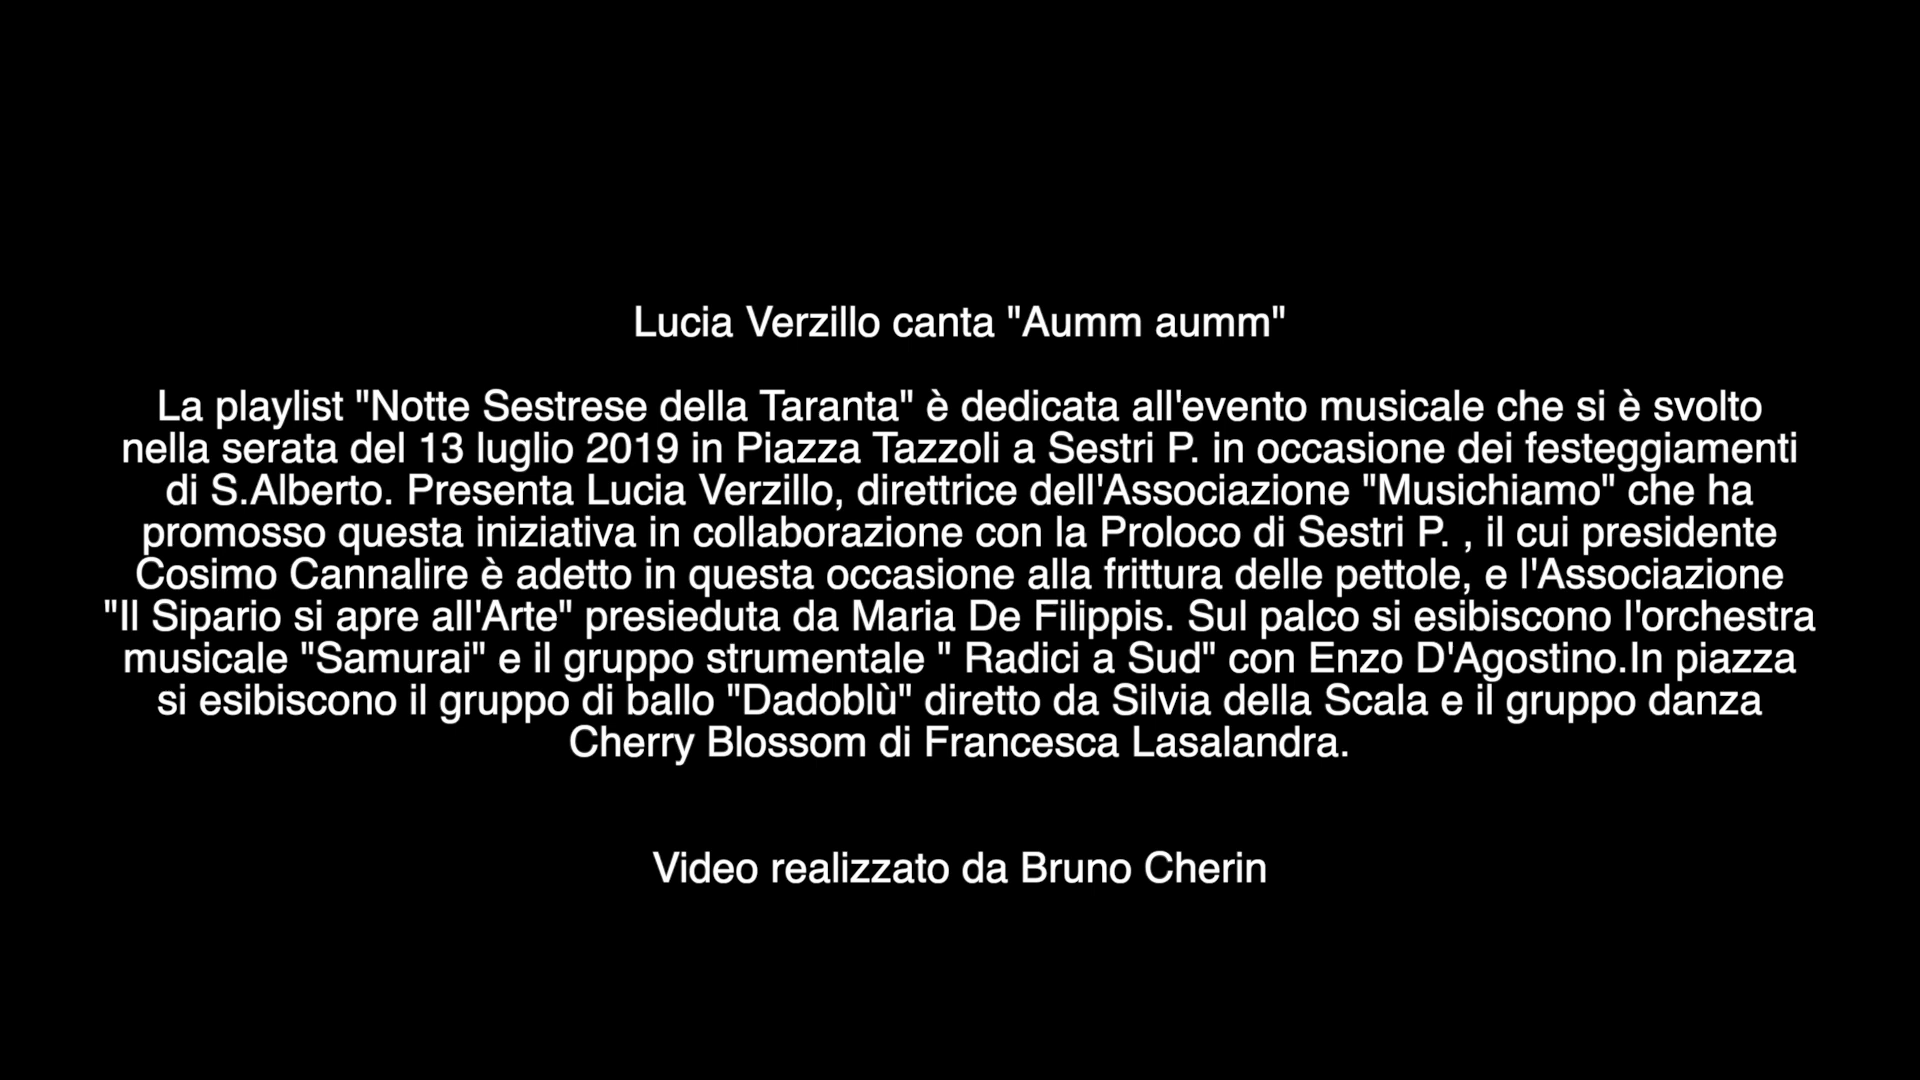 Lucia Verzillo canta "Aumm aumm"
La playlist "Notte Sestrese della Taranta" è dedicata all'evento musicale che si è svolto
nella serata del 13 luglio 2019 in Piazza Tazzoli a Sestri P. in occasione dei festeggiamenti
di S.Alberto. Presenta Lucia Verzillo, direttrice dell'Associazione "Musichiamo" che ha
promosso questa iniziativa in collaborazione con la Proloco di Sestri P. , il cui presidente
Cosimo Cannalire è adetto in questa occasione alla frittura delle pettole, e l'Associazione
"Il Sipario si apre all'Arte" presieduta da Maria De Filippis. Sul palco si esibiscono l'orchestra
musicale "Samurai" e il gruppo strumentale " Radici a Sud" con Enzo D'Agostino.In piazza
si esibiscono il gruppo di ballo "Dadoblù" diretto da Silvia della Scala e il gruppo danza
Cherry Blossom di Francesca Lasalandra.
Video realizzato da Bruno Cherin